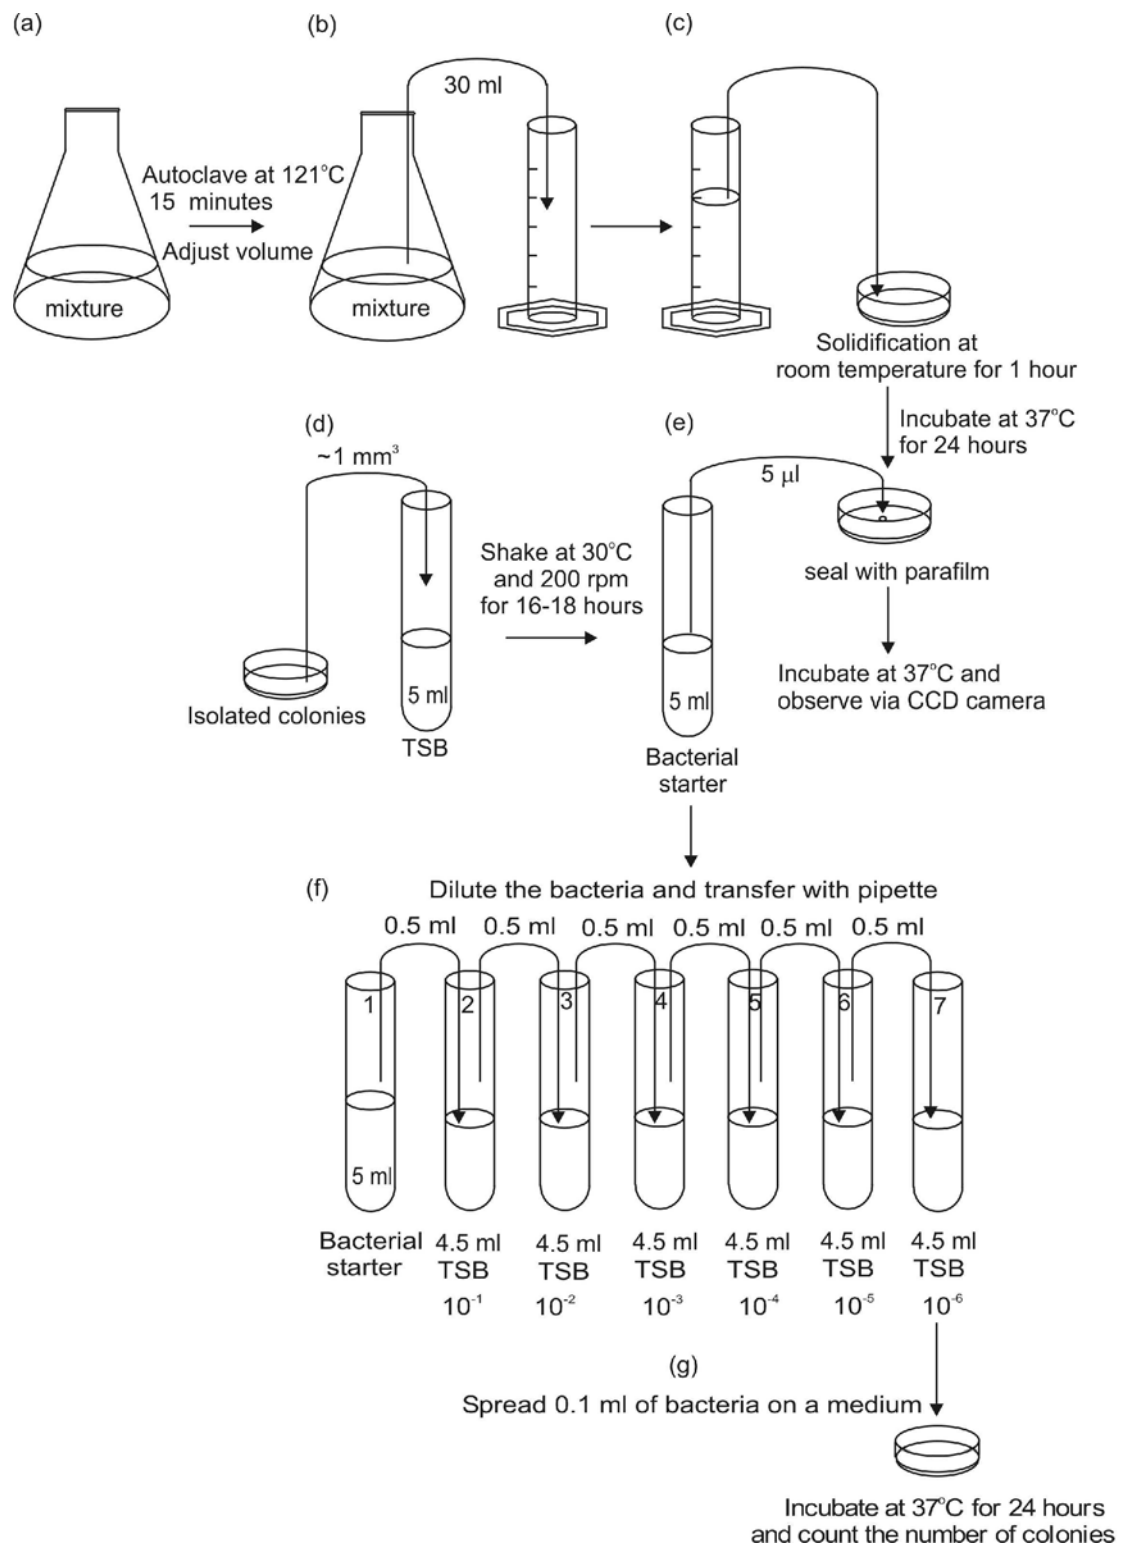 (a)
(b)
(c)
30 ml
Autoclave at 121°C
15 minutes
Adjust volume
mixture
mixture
Solidification at
room temperature for 1 hour
Incubate at 37°C
for 24 hours
(d)
~1 mm³
(e)
5 µl
Shake at 30°C
and 200 rpm
for 16-18 hours
seal with parafilm
Incubate at 37°C and
observe via CCD camera
5 ml
5 ml
Isolated colonies
TSB
Bacterial
starter
(f)
Dilute the bacteria and transfer with pipette
0.5 ml 0.5 ml 0.5 ml 0.5 ml 0.5 ml 0.5 ml
1 2 3 4 5 6 7
5 ml
Bacterial
starter
4.5 ml 4.5 ml 4.5 ml 4.5 ml 4.5 ml 4.5 ml
TSB TSB TSB TSB TSB TSB
10⁻¹ 10⁻² 10⁻³ 10⁻⁴ 10⁻⁵ 10⁻⁶
(g)
Spread 0.1 ml of bacteria on a medium
Incubate at 37°C for 24 hours
and count the number of colonies